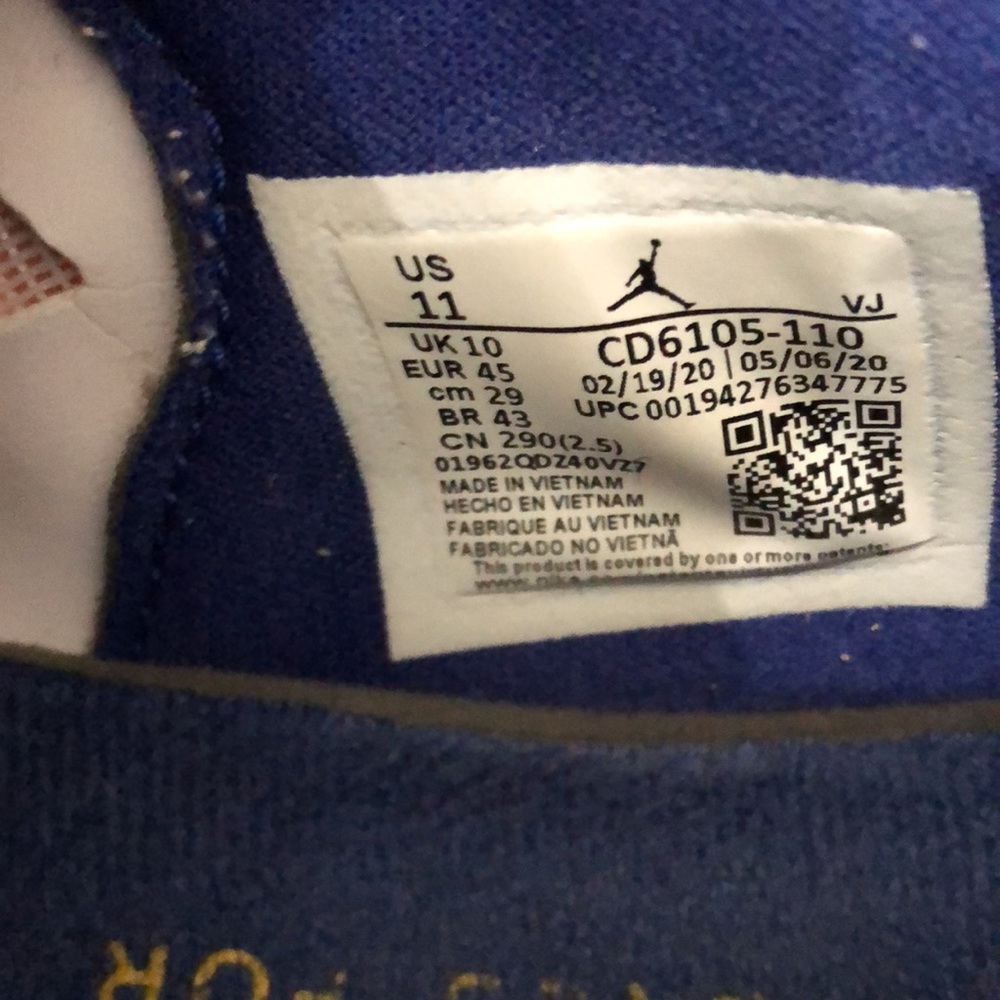 US
11
VJ
UK 10
EUR 45
cm 29
BR 43
CN 290(2.5)
CD6105-110
02/19/20 | 05/06/20
UPC 00194276347775
01962QDZ40VZ7
MADE IN VIETNAM
HECHO EN VIETNAM
FABRIQUE AU VIETNAM
FABRICADO NO VIETNÃ
This product is covered by one or more patents: